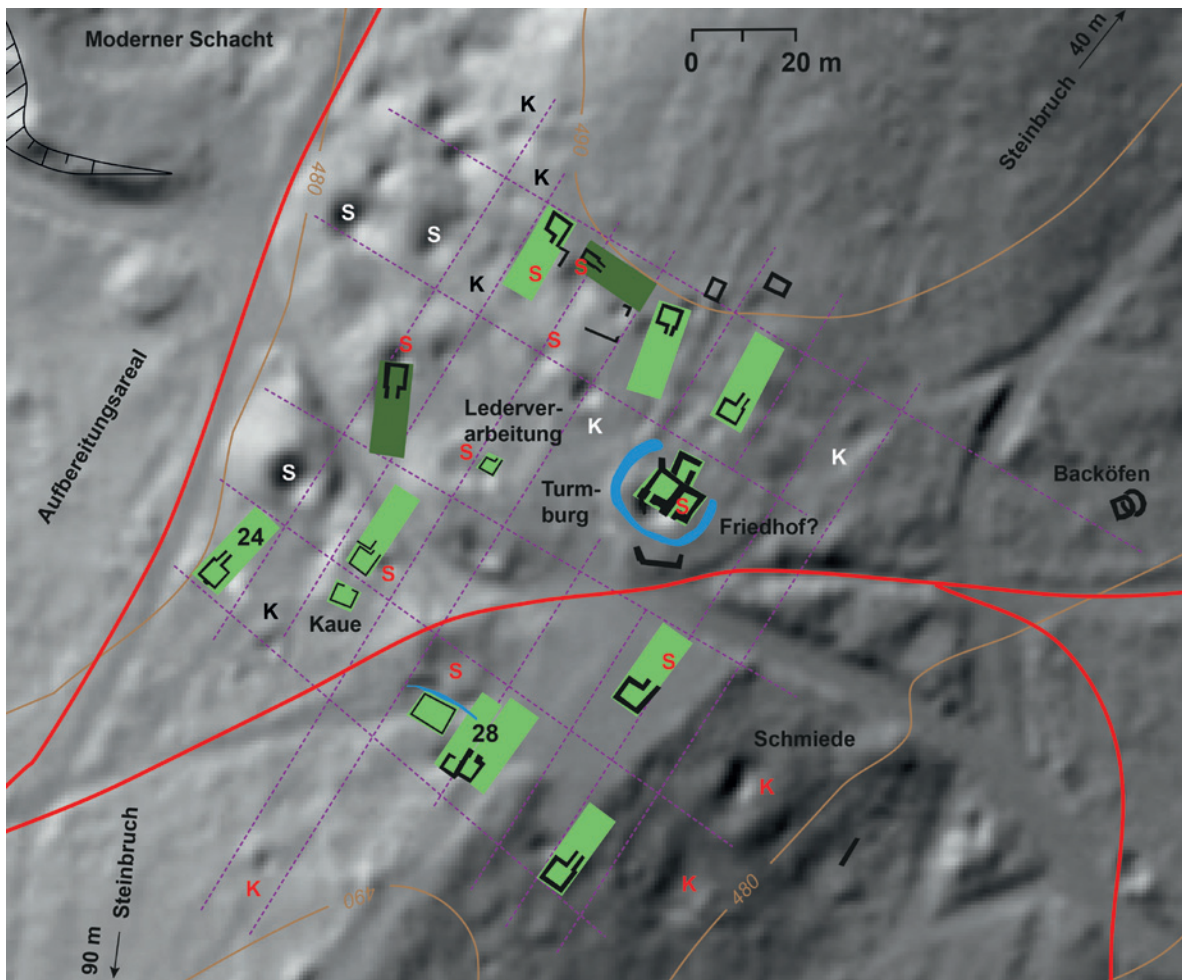 Moderner Schacht
0 20 m
40 m
Steinbruch
K
K
490
480
S
S
K
S
S
S
S
Lederver-
arbeitung
K
S
K
S
Aufbereitungsareal
Turm-
burg
S
Friedhof?
Backöfen
24
S
K
Kaue
S
S
28
Schmiede
K
K
K
480
490
Steinbruch
90 m